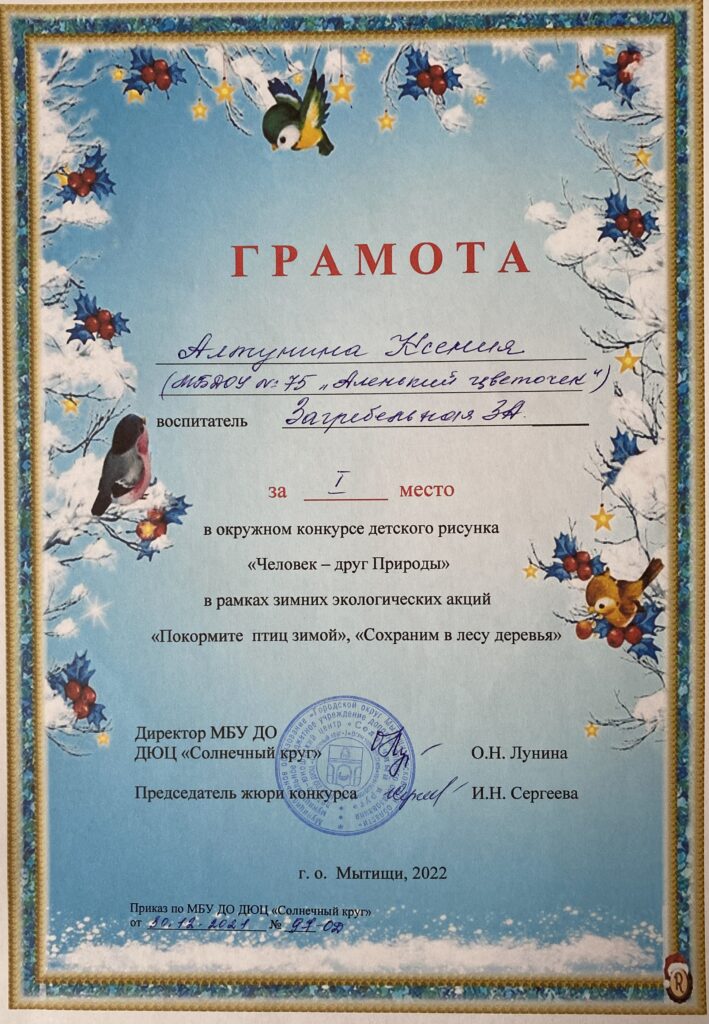 ГРАМОТА
Алтунина Ксения
(МБДОУ № 75 „Аленький цветочек“)
воспитатель Загребельная З.А.
за I место
в окружном конкурсе детского рисунка
«Человек – друг Природы»
в рамках зимних экологических акций
«Покормите птиц зимой», «Сохраним в лесу деревья»
Директор МБУ ДО
ДЮЦ «Солнечный круг» О.Н. Лунина
Председатель жюри конкурса И.Н. Сергеева
г. о. Мытищи, 2022
Приказ по МБУ ДО ДЮЦ «Солнечный круг»
от 30.12.2021 № 97-ОД
R